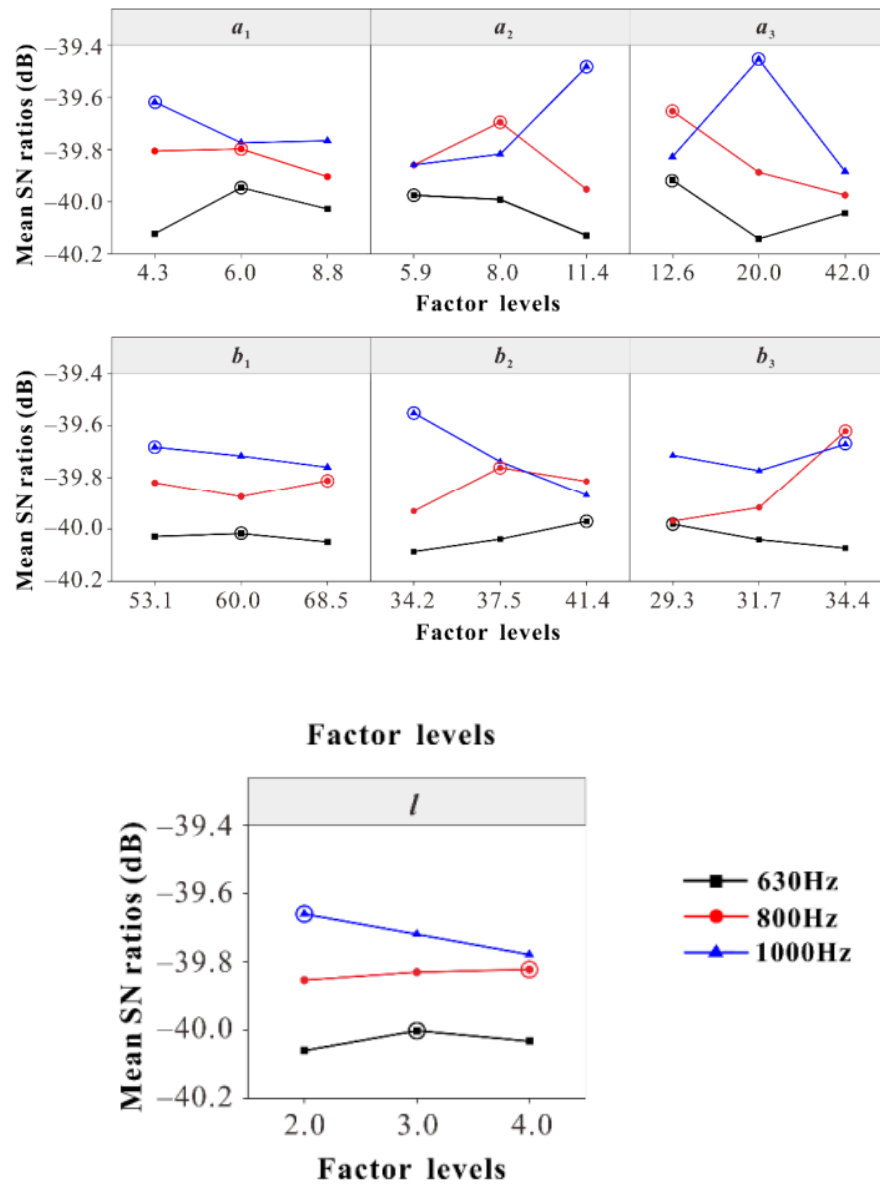 a₁ a₂ a₃
−39.4
−39.6
−39.8
−40.0
−40.2
Mean SN ratios (dB)
4.3 6.0 8.8 5.9 8.0 11.4 12.6 20.0 42.0
Factor levels
b₁ b₂ b₃
−39.4
−39.6
−39.8
−40.0
−40.2
Mean SN ratios (dB)
53.1 60.0 68.5 34.2 37.5 41.4 29.3 31.7 34.4
Factor levels
Factor levels
l
−39.4
−39.6
−39.8
−40.0
−40.2
Mean SN ratios (dB)
2.0 3.0 4.0
Factor levels
630Hz
800Hz
1000Hz